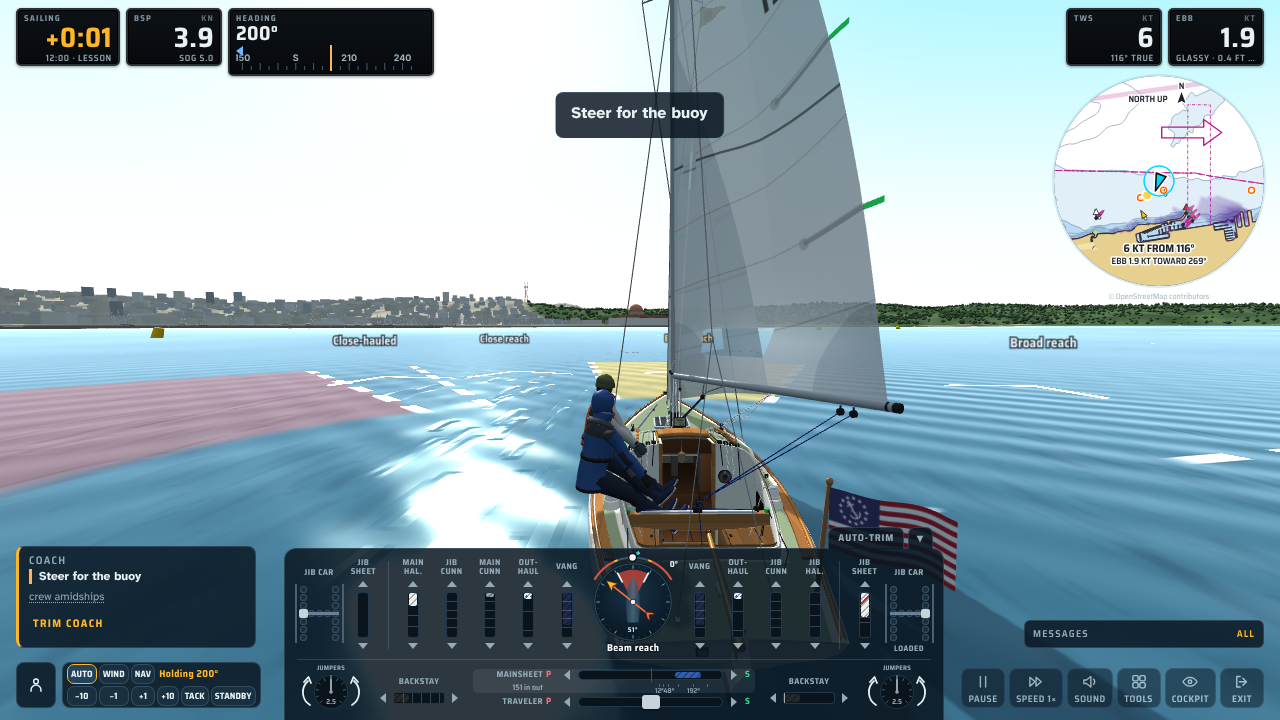 SAILING
+0:01
12:00 · LESSON
BSP KN
3.9
SOG 5.0
HEADING
200°
150 S 210 240
TWS KT
6
116° TRUE
EBB KT
1.9
GLASSY · 0.4 FT ...
Steer for the buoy
N
NORTH UP
6 KT FROM 116°
EBB 1.9 KT TOWARD 269°
© OpenStreetMap contributors
Close-hauled
Close reach
Broad reach
COACH
Steer for the buoy
crew amidships
TRIM COACH
AUTO
WIND
NAV
Holding 200°
−10
−1
+1
+10
TACK
STANDBY
AUTO-TRIM ▼
JIB CAR
JIB SHEET
MAIN HAL.
JIB CUNN
MAIN CUNN
OUT-HAUL
VANG
0°
51°
Beam reach
VANG
OUT-HAUL
JIB CUNN
JIB HAL.
JIB SHEET
JIB CAR
LOADED
JUMPERS
2.5
BACKSTAY
MAINSHEET P
S
151 in out
12°48° 192°
TRAVELER P
S
BACKSTAY
JUMPERS
2.5
MESSAGES
ALL
PAUSE
SPEED 1×
SOUND
TOOLS
COCKPIT
EXIT